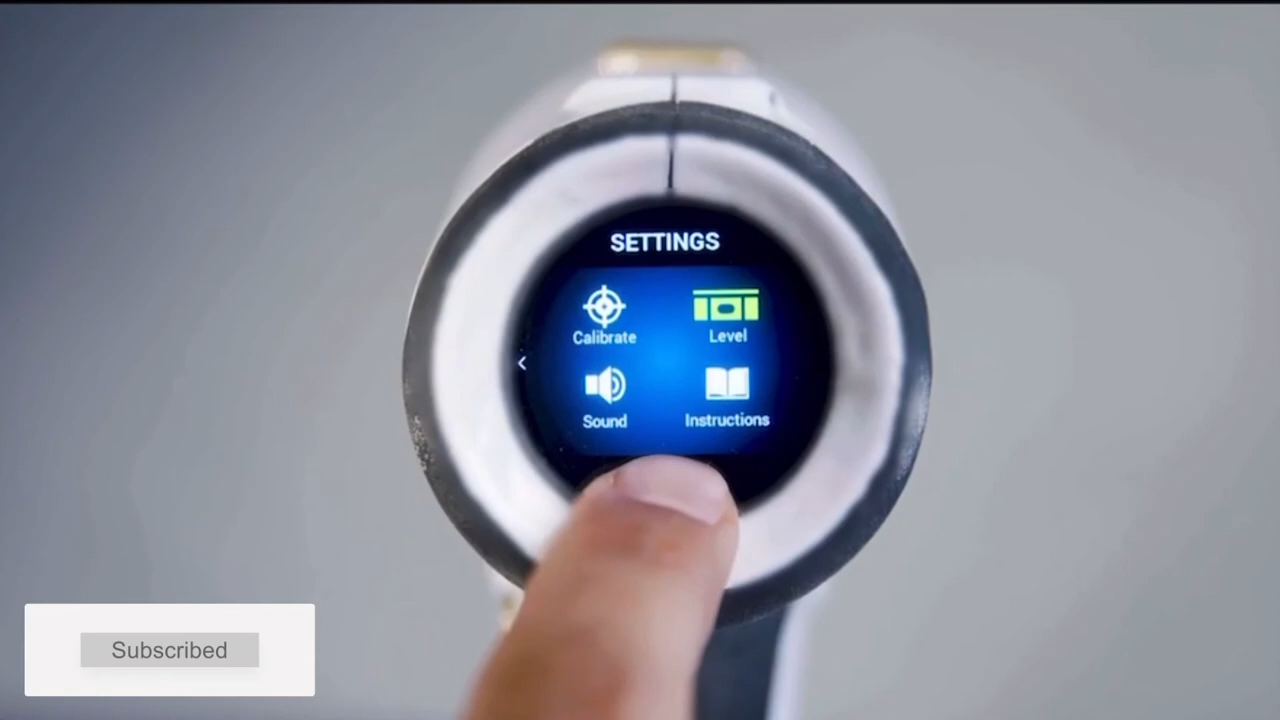 SETTINGS
Calibrate
Level
Sound
Instructions
Subscribed